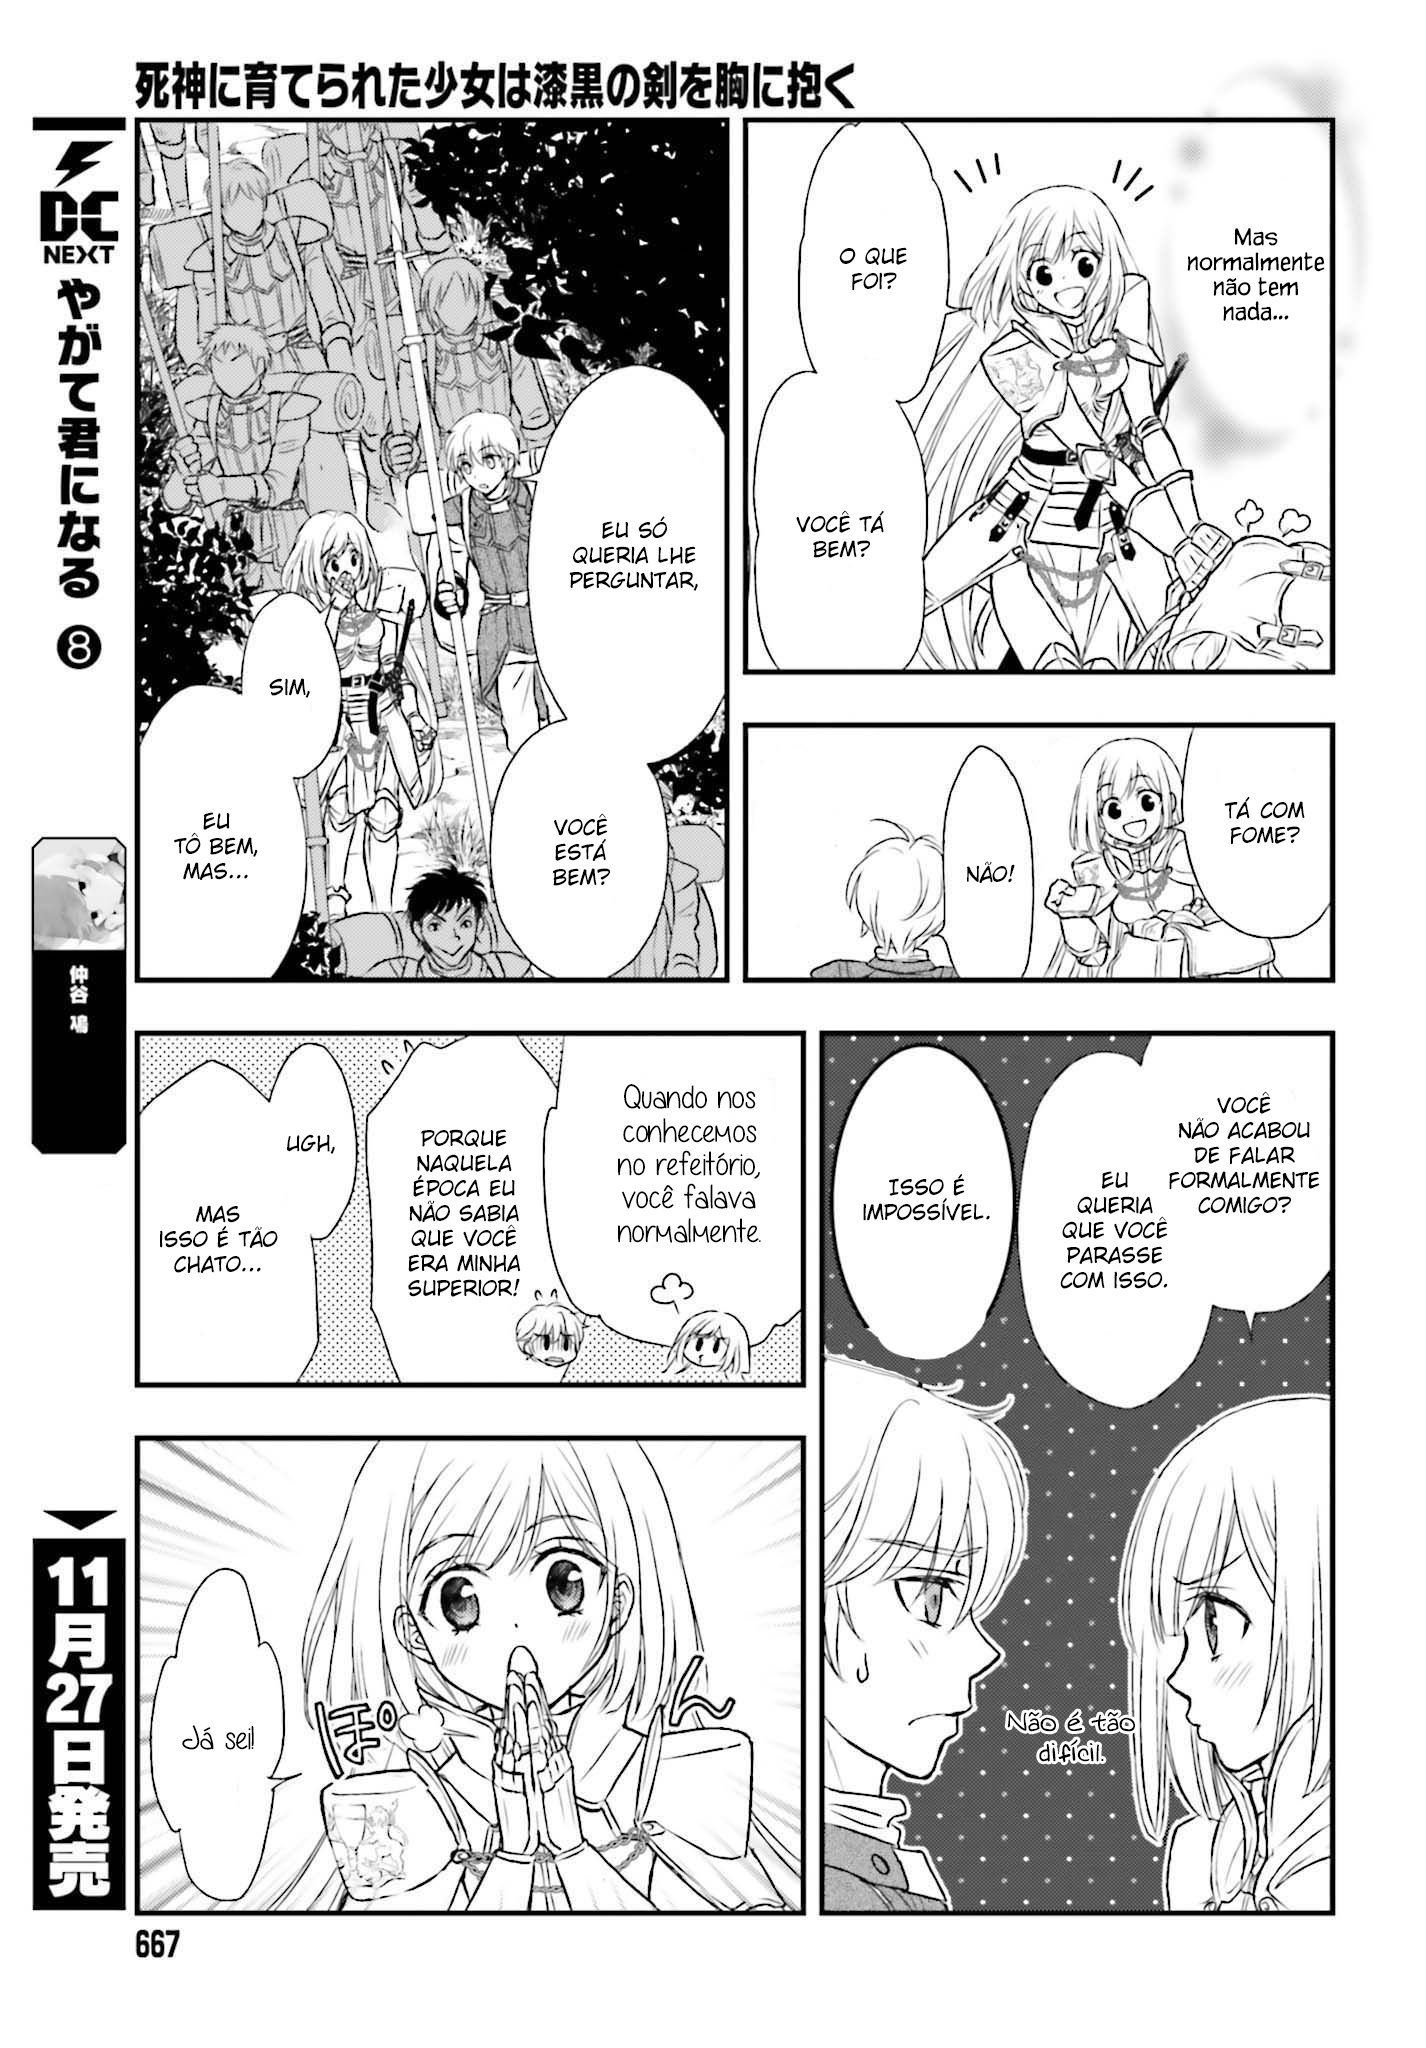 死神に育てられた少女は漆黒の剣を胸に抱く
Mas
normalmente
não tem
nada...
O QUE
FOI?
VOCÊ TÁ
BEM?
EU SÓ
QUERIA LHE
PERGUNTAR,
VOCÊ
ESTÁ
BEM?
SIM,
EU
TÔ BEM,
MAS...
TÁ COM
FOME?
NÃO!
VOCÊ
NÃO ACABOU
DE FALAR
FORMALMENTE
COMIGO?
EU
QUERIA
QUE VOCÊ
PARASSE
COM ISSO.
ISSO É
IMPOSSÍVEL.
Não é tão
difícil.
Quando nos
conhecemos
no refeitório,
você falava
normalmente.
PORQUE
NAQUELA
ÉPOCA EU
NÃO SABIA
QUE VOCÊ
ERA MINHA
SUPERIOR!
UGH,
MAS
ISSO É TÃO
CHATO...
Já sei!
ぽん
DC
NEXT
やがて君になる ❽
仲谷 鳰
11月27日発売
667